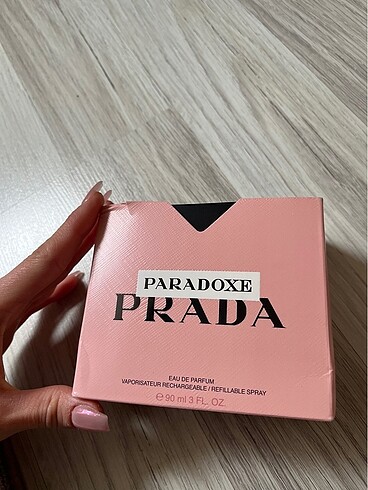 PARADOXE
PRADA
EAU DE PARFUM
VAPORISATEUR RECHARGEABLE / REFILLABLE SPRAY
℮ 90 ml 3 FL. OZ.